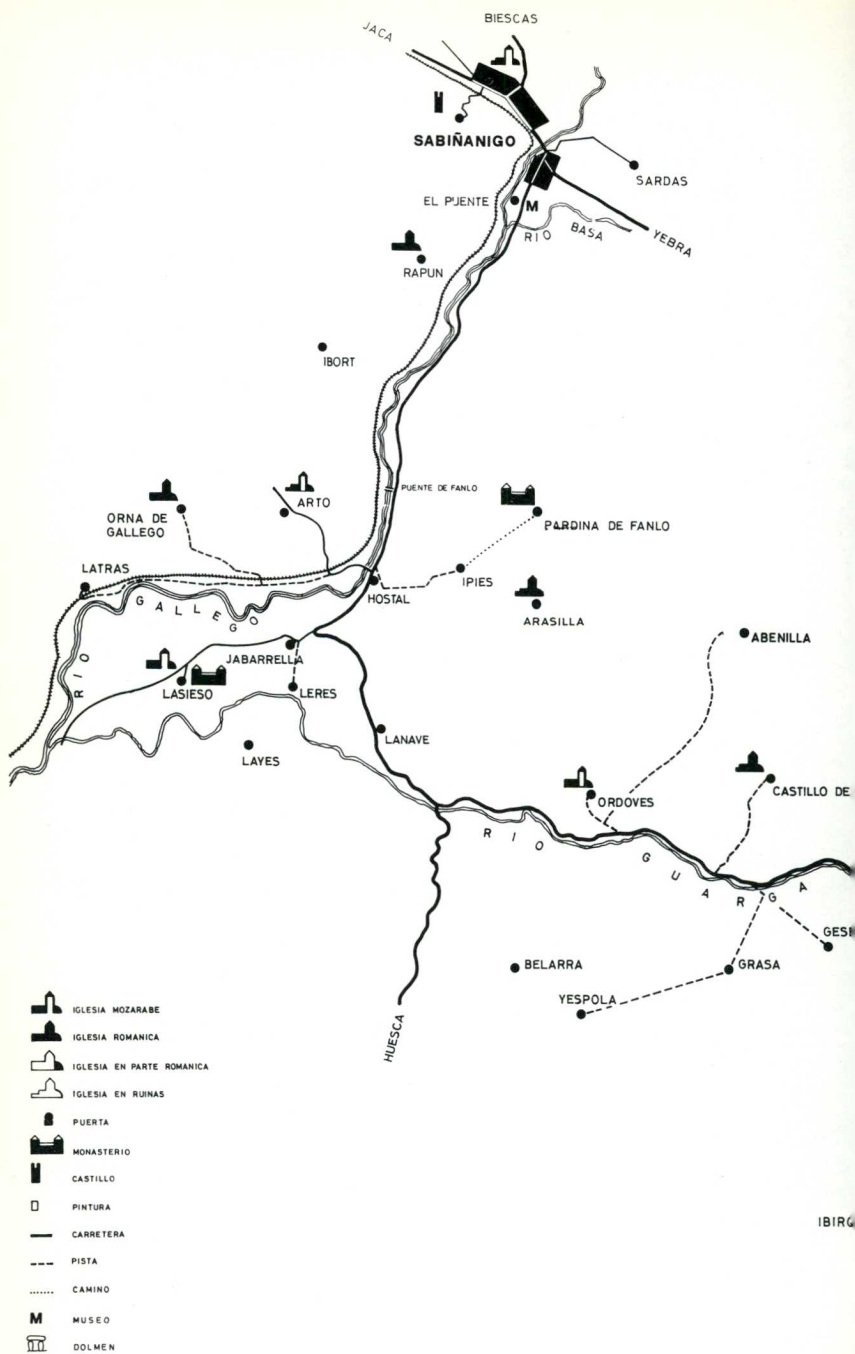 BIESCAS
JACA
SABIÑANIGO
SARDAS
EL PUENTE
M
RIO BASA
YEBRA
RAPUN
IBORT
PUENTE DE FANLO
ARTO
ORNA DE
GALLEGO
PARDINA DE FANLO
LATRAS
IPIES
HOSTAL
RIO GALLEGO
ARASILLA
ABENILLA
JABARRELLA
LASIESO
LERES
LANAVE
LAYES
ORDOVES
CASTILLO DE
RIO GUARGA
BELARRA
GRASA
YESPOLA
HUESCA
IGLESIA MOZARABE
IGLESIA ROMANICA
IGLESIA EN PARTE ROMANICA
IGLESIA EN RUINAS
PUERTA
MONASTERIO
CASTILLO
PINTURA
CARRETERA
PISTA
CAMINO
M MUSEO
DOLMEN